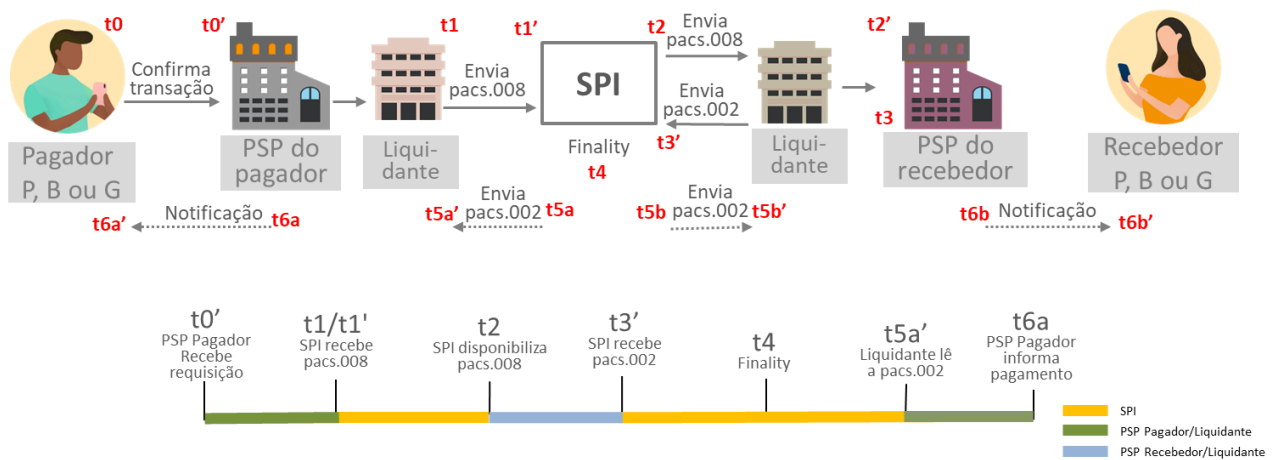 t0
t0’
t1
t1’
t2
t2’
Confirma
transação
Envia
pacs.008
SPI
Envia
pacs.008
Envia
pacs.002
t3
t3’
Finality
t4
Pagador
P, B ou G
PSP do
pagador
Liqui-
dante
Liqui-
dante
PSP do
recebedor
Recebedor
P, B ou G
t6a’
Notificação
t6a
t5a’
Envia
pacs.002
t5a
t5b
Envia
pacs.002
t5b’
t6b
Notificação
t6b’
t0’
PSP Pagador
Recebe
requisição
t1/t1'
SPI recebe
pacs.008
t2
SPI disponibiliza
pacs.008
t3’
SPI recebe
pacs.002
t4
Finality
t5a’
Liquidante lê
a pacs.002
t6a
PSP Pagador
informa
pagamento
SPI
PSP Pagador/Liquidante
PSP Recebedor/Liquidante